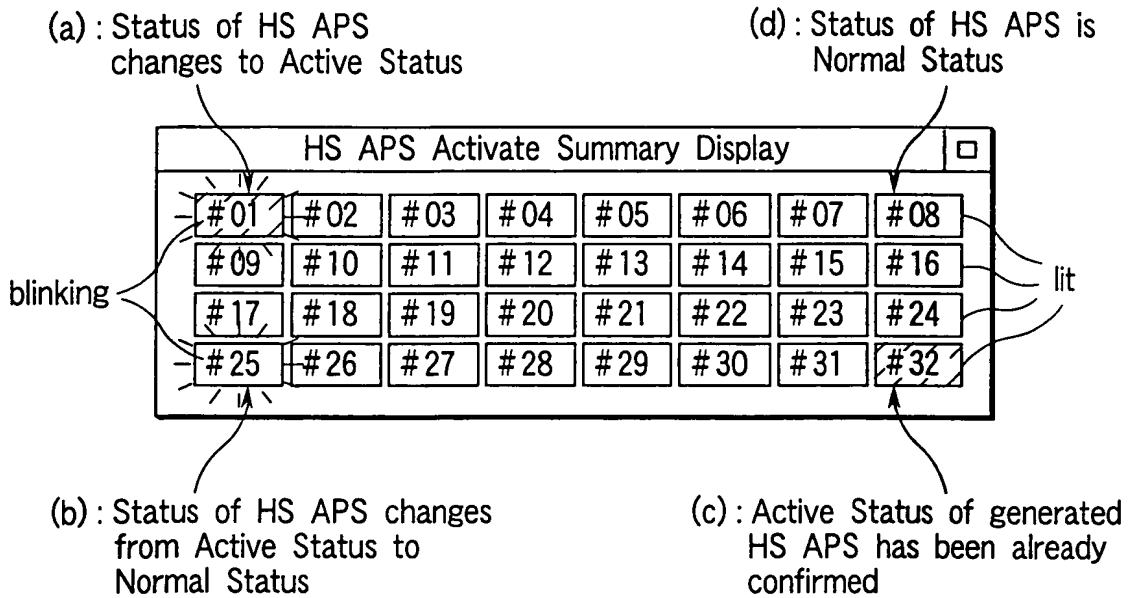 (a) : Status of HS APS
changes to Active Status
(d) : Status of HS APS is
Normal Status
HS APS Activate Summary Display
#01 #02 #03 #04 #05 #06 #07 #08
#09 #10 #11 #12 #13 #14 #15 #16
#17 #18 #19 #20 #21 #22 #23 #24
#25 #26 #27 #28 #29 #30 #31 #32
blinking
lit
(b) : Status of HS APS changes
from Active Status to
Normal Status
(c) : Active Status of generated
HS APS has been already
confirmed